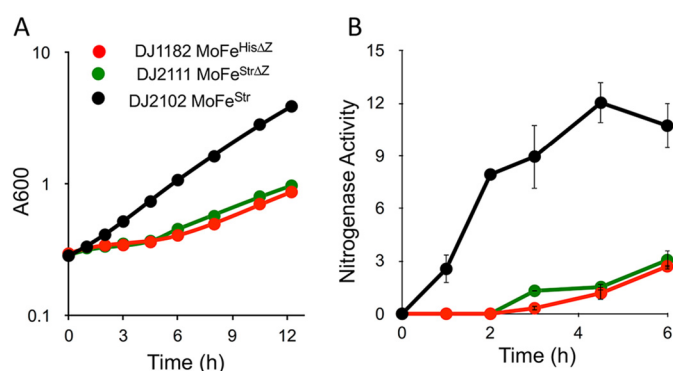 A
B
10
1
0.1
A600
DJ1182 MoFeHisΔZ
DJ2111 MoFeStrΔZ
DJ2102 MoFeStr
0 3 6 9 12
Time (h)
15
12
9
6
3
0
Nitrogenase Activity
0 2 4 6
Time (h)